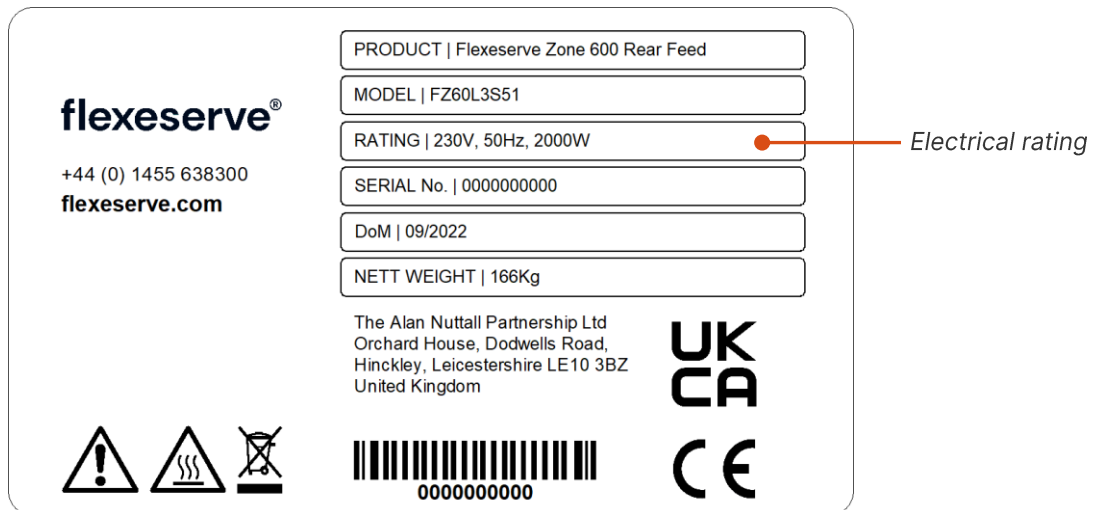 flexeserve®
+44 (0) 1455 638300
flexeserve.com
PRODUCT | Flexeserve Zone 600 Rear Feed
MODEL | FZ60L3S51
RATING | 230V, 50Hz, 2000W
Electrical rating
SERIAL No. | 0000000000
DoM | 09/2022
NETT WEIGHT | 166Kg
The Alan Nuttall Partnership Ltd
Orchard House, Dodwells Road,
Hinckley, Leicestershire LE10 3BZ
United Kingdom
UK
CA
0000000000
CE